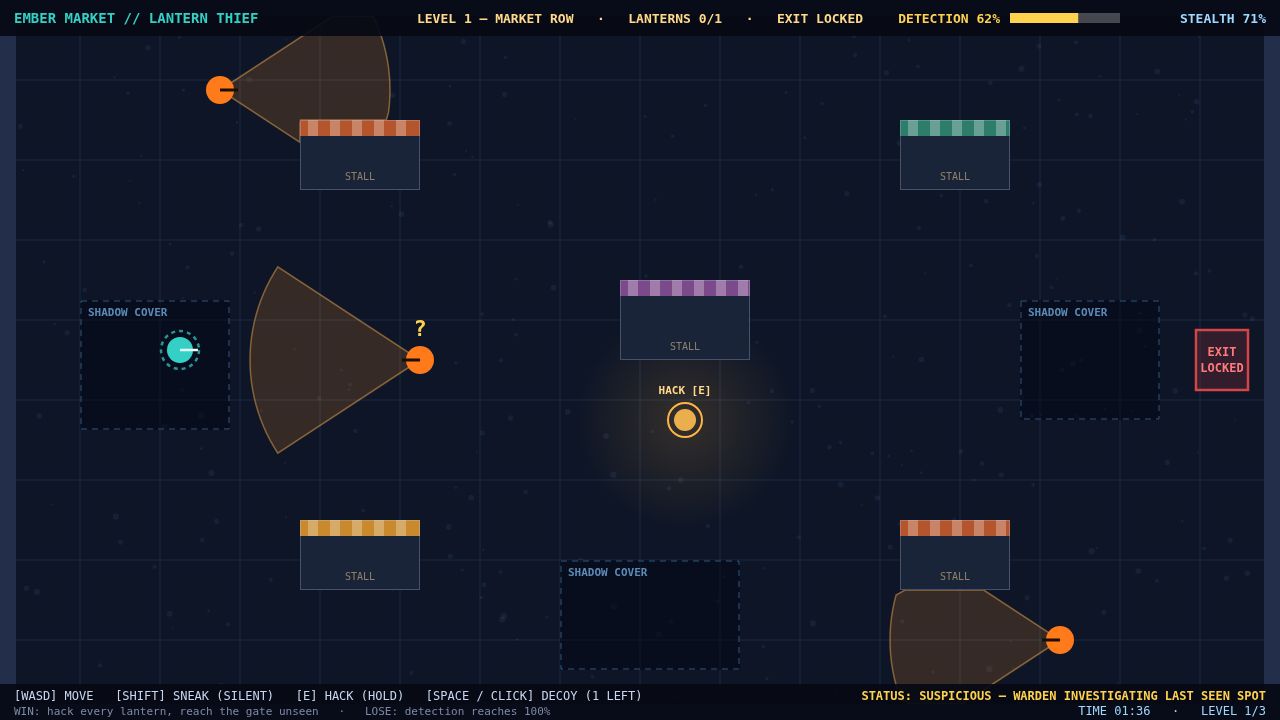 EMBER MARKET // LANTERN THIEF
LEVEL 1 — MARKET ROW · LANTERNS 0/1 · EXIT LOCKED
DETECTION 62%
STEALTH 71%
STALL
STALL
SHADOW COVER
?
STALL
SHADOW COVER
EXIT
LOCKED
HACK [E]
STALL
SHADOW COVER
STALL
[WASD] MOVE [SHIFT] SNEAK (SILENT) [E] HACK (HOLD) [SPACE / CLICK] DECOY (1 LEFT)
STATUS: SUSPICIOUS — WARDEN INVESTIGATING LAST SEEN SPOT
WIN: hack every lantern, reach the gate unseen · LOSE: detection reaches 100%
TIME 01:36 · LEVEL 1/3